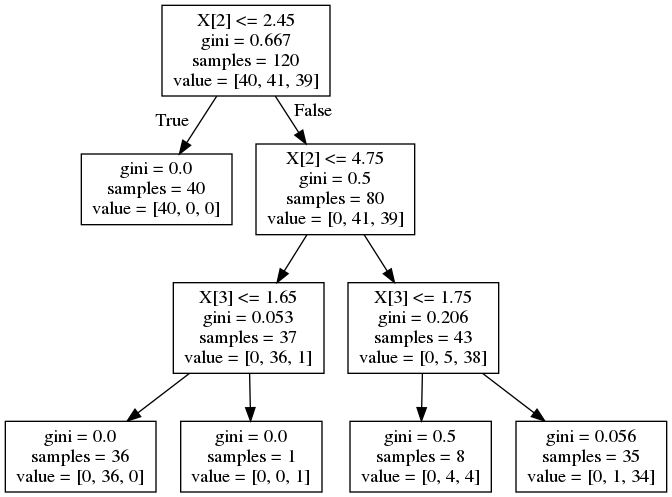 X[2] <= 2.45
gini = 0.667
samples = 120
value = [40, 41, 39]
True
False
gini = 0.0
samples = 40
value = [40, 0, 0]
X[2] <= 4.75
gini = 0.5
samples = 80
value = [0, 41, 39]
X[3] <= 1.65
gini = 0.053
samples = 37
value = [0, 36, 1]
X[3] <= 1.75
gini = 0.206
samples = 43
value = [0, 5, 38]
gini = 0.0
samples = 36
value = [0, 36, 0]
gini = 0.0
samples = 1
value = [0, 0, 1]
gini = 0.5
samples = 8
value = [0, 4, 4]
gini = 0.056
samples = 35
value = [0, 1, 34]